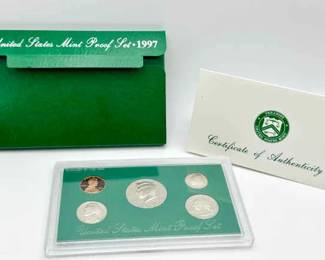 United States Mint Proof Set • 1997
Certificate of Authenticity
United States Mint Proof Set